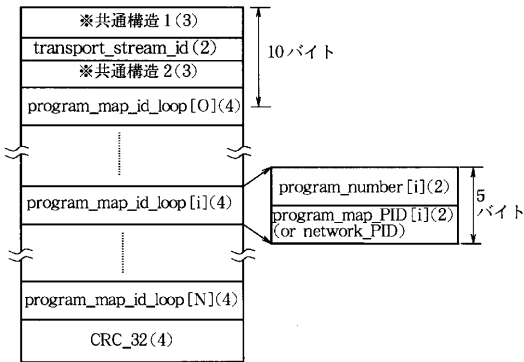 ※共通構造1(3)
transport_stream_id(2)
※共通構造2(3)
program_map_id_loop[O](4)
10バイト
program_map_id_loop[i](4)
program_number[i](2)
program_map_PID[i](2)
(or network_PID)
5
バイト
program_map_id_loop[N](4)
CRC_32(4)